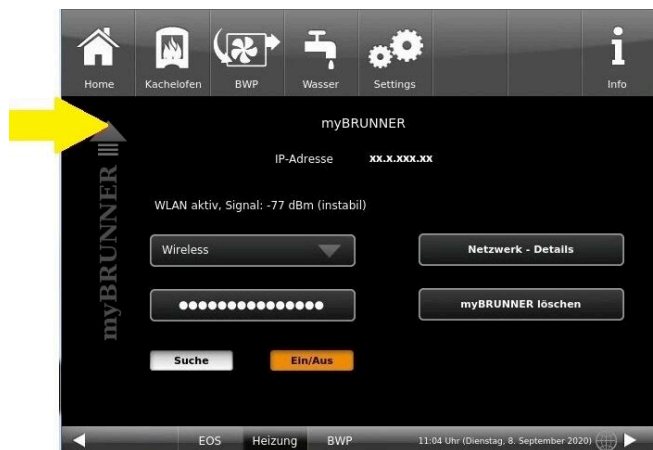 Home Kachelofen BWP Wasser Settings Info
myBRUNNER
IP-Adresse xx.x.xxx.xx
WLAN aktiv, Signal: -77 dBm (instabil)
Wireless Netzwerk - Details
●●●●●●●●●●●●●● myBRUNNER löschen
Suche Ein/Aus
myBRUNNER
EOS Heizung BWP 11:04 Uhr (Dienstag, 8. September 2020)